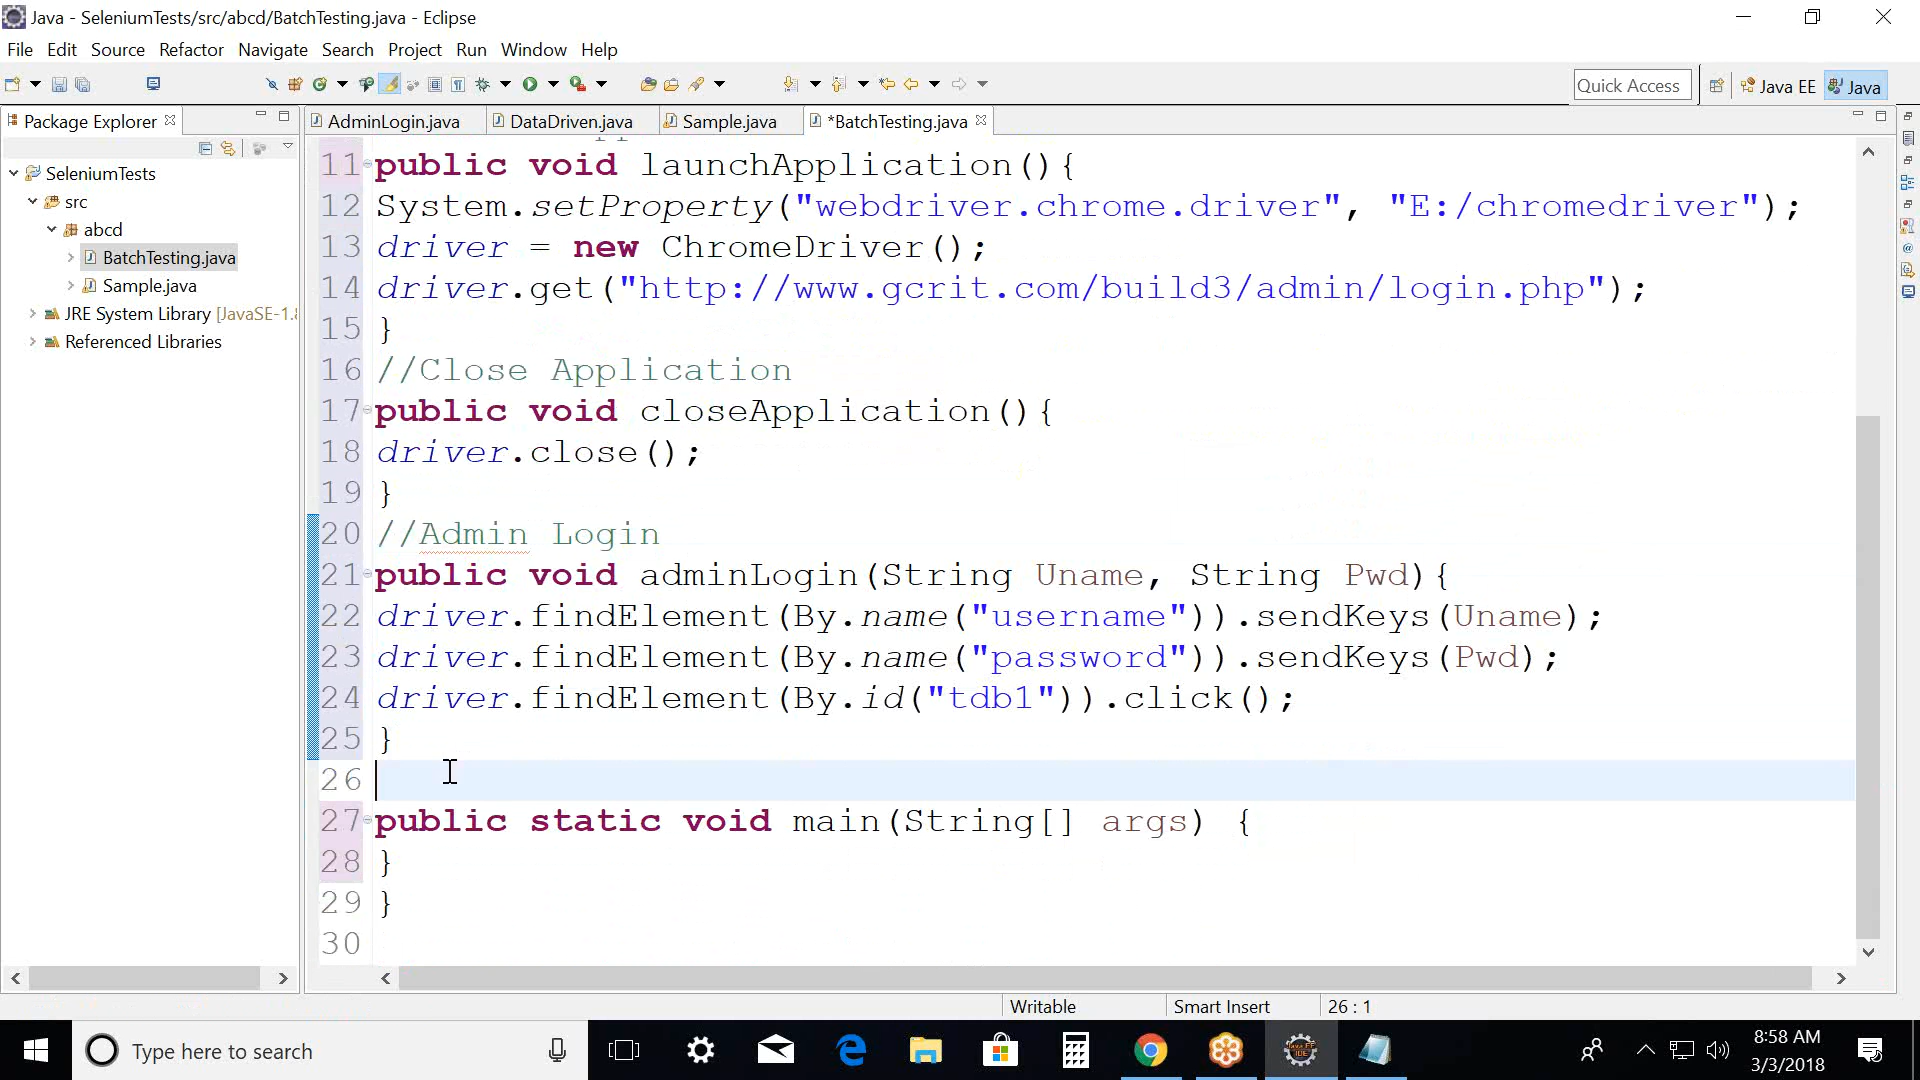 Java - SeleniumTests/src/abcd/BatchTesting.java - Eclipse
File Edit Source Refactor Navigate Search Project Run Window Help
Quick Access Java EE Java
Package Explorer
AdminLogin.java DataDriven.java Sample.java *BatchTesting.java
SeleniumTests
src
abcd
BatchTesting.java
Sample.java
JRE System Library [JavaSE-1.8
Referenced Libraries
11 public void launchApplication(){
12 System.setProperty("webdriver.chrome.driver", "E:/chromedriver");
13 driver = new ChromeDriver();
14 driver.get("http://www.gcrit.com/build3/admin/login.php");
15 }
16 //Close Application
17 public void closeApplication(){
18 driver.close();
19 }
20 //Admin Login
21 public void adminLogin(String Uname, String Pwd){
22 driver.findElement(By.name("username")).sendKeys(Uname);
23 driver.findElement(By.name("password")).sendKeys(Pwd);
24 driver.findElement(By.id("tdb1")).click();
25 }
26
27 public static void main(String[] args) {
28 }
29 }
30
Writable Smart Insert 26 : 1
Type here to search
8:58 AM
3/3/2018